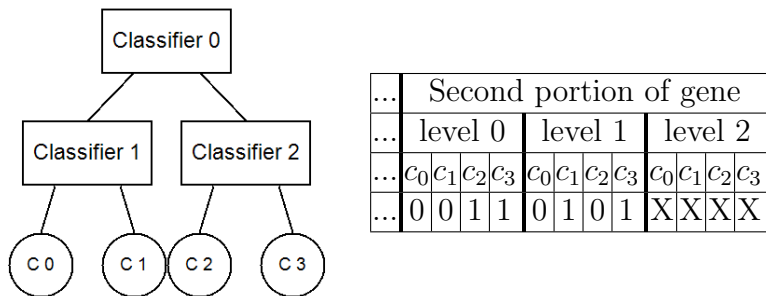 Classifier 0
Classifier 1 Classifier 2
C 0 C 1 C 2 C 3
... Second portion of gene
... level 0 level 1 level 2
... c₀ c₁ c₂ c₃ c₀ c₁ c₂ c₃ c₀ c₁ c₂ c₃
... 0 0 1 1 0 1 0 1 X X X X